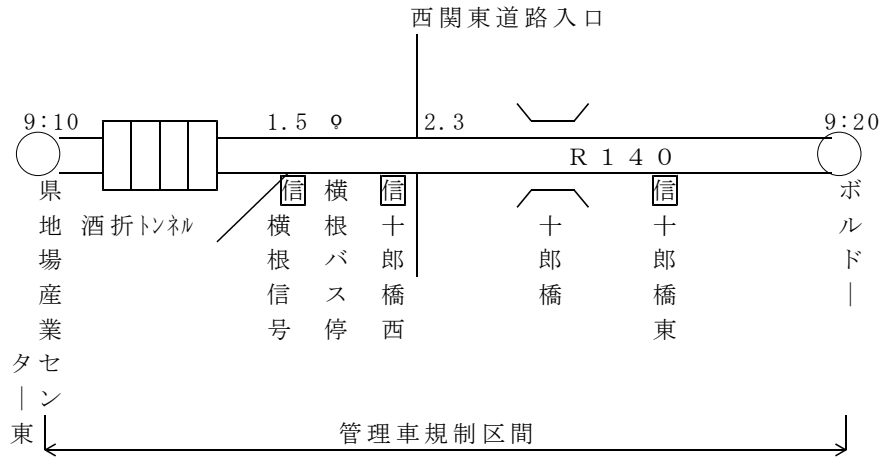 西関東道路入口
9:10
1.5
2.3
9:20
R140
信
信
信
県地場産業センター東
酒折トンネル
横根信号
横根バス停
十郎橋西
十郎橋
十郎橋東
ボルドー
管理車規制区間